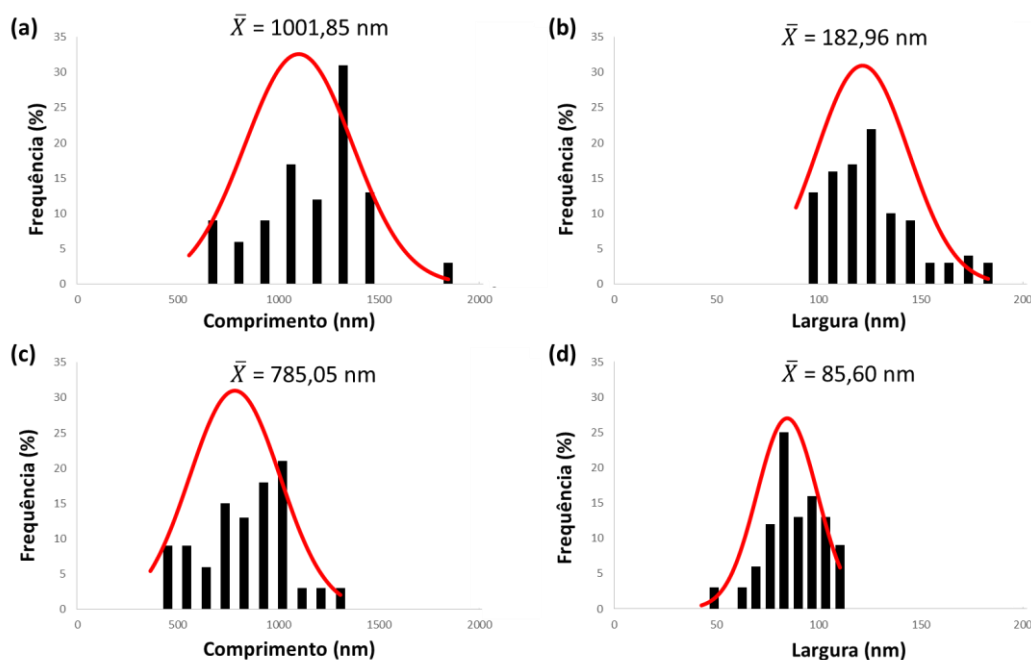 (a)
X̄ = 1001,85 nm
Frequência (%)
35
30
25
20
15
10
5
0
0 500 1000 1500 2000
Comprimento (nm)
(b)
X̄ = 182,96 nm
Frequência (%)
35
30
25
20
15
10
5
0
0 50 100 150 200
Largura (nm)
(c)
X̄ = 785,05 nm
Frequência (%)
35
30
25
20
15
10
5
0
0 500 1000 1500 2000
Comprimento (nm)
(d)
X̄ = 85,60 nm
Frequência (%)
35
30
25
20
15
10
5
0
0 50 100 150 200
Largura (nm)